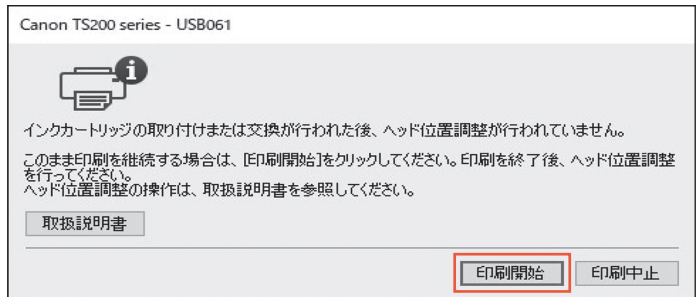 Canon TS200 series - USB061
インクカートリッジの取り付けまたは交換が行われた後、ヘッド位置調整が行われていません。
このまま印刷を継続する場合は、[印刷開始]をクリックしてください。印刷を終了後、ヘッド位置調整
を行ってください。
ヘッド位置調整の操作は、取扱説明書を参照してください。
取扱説明書
印刷開始
印刷中止